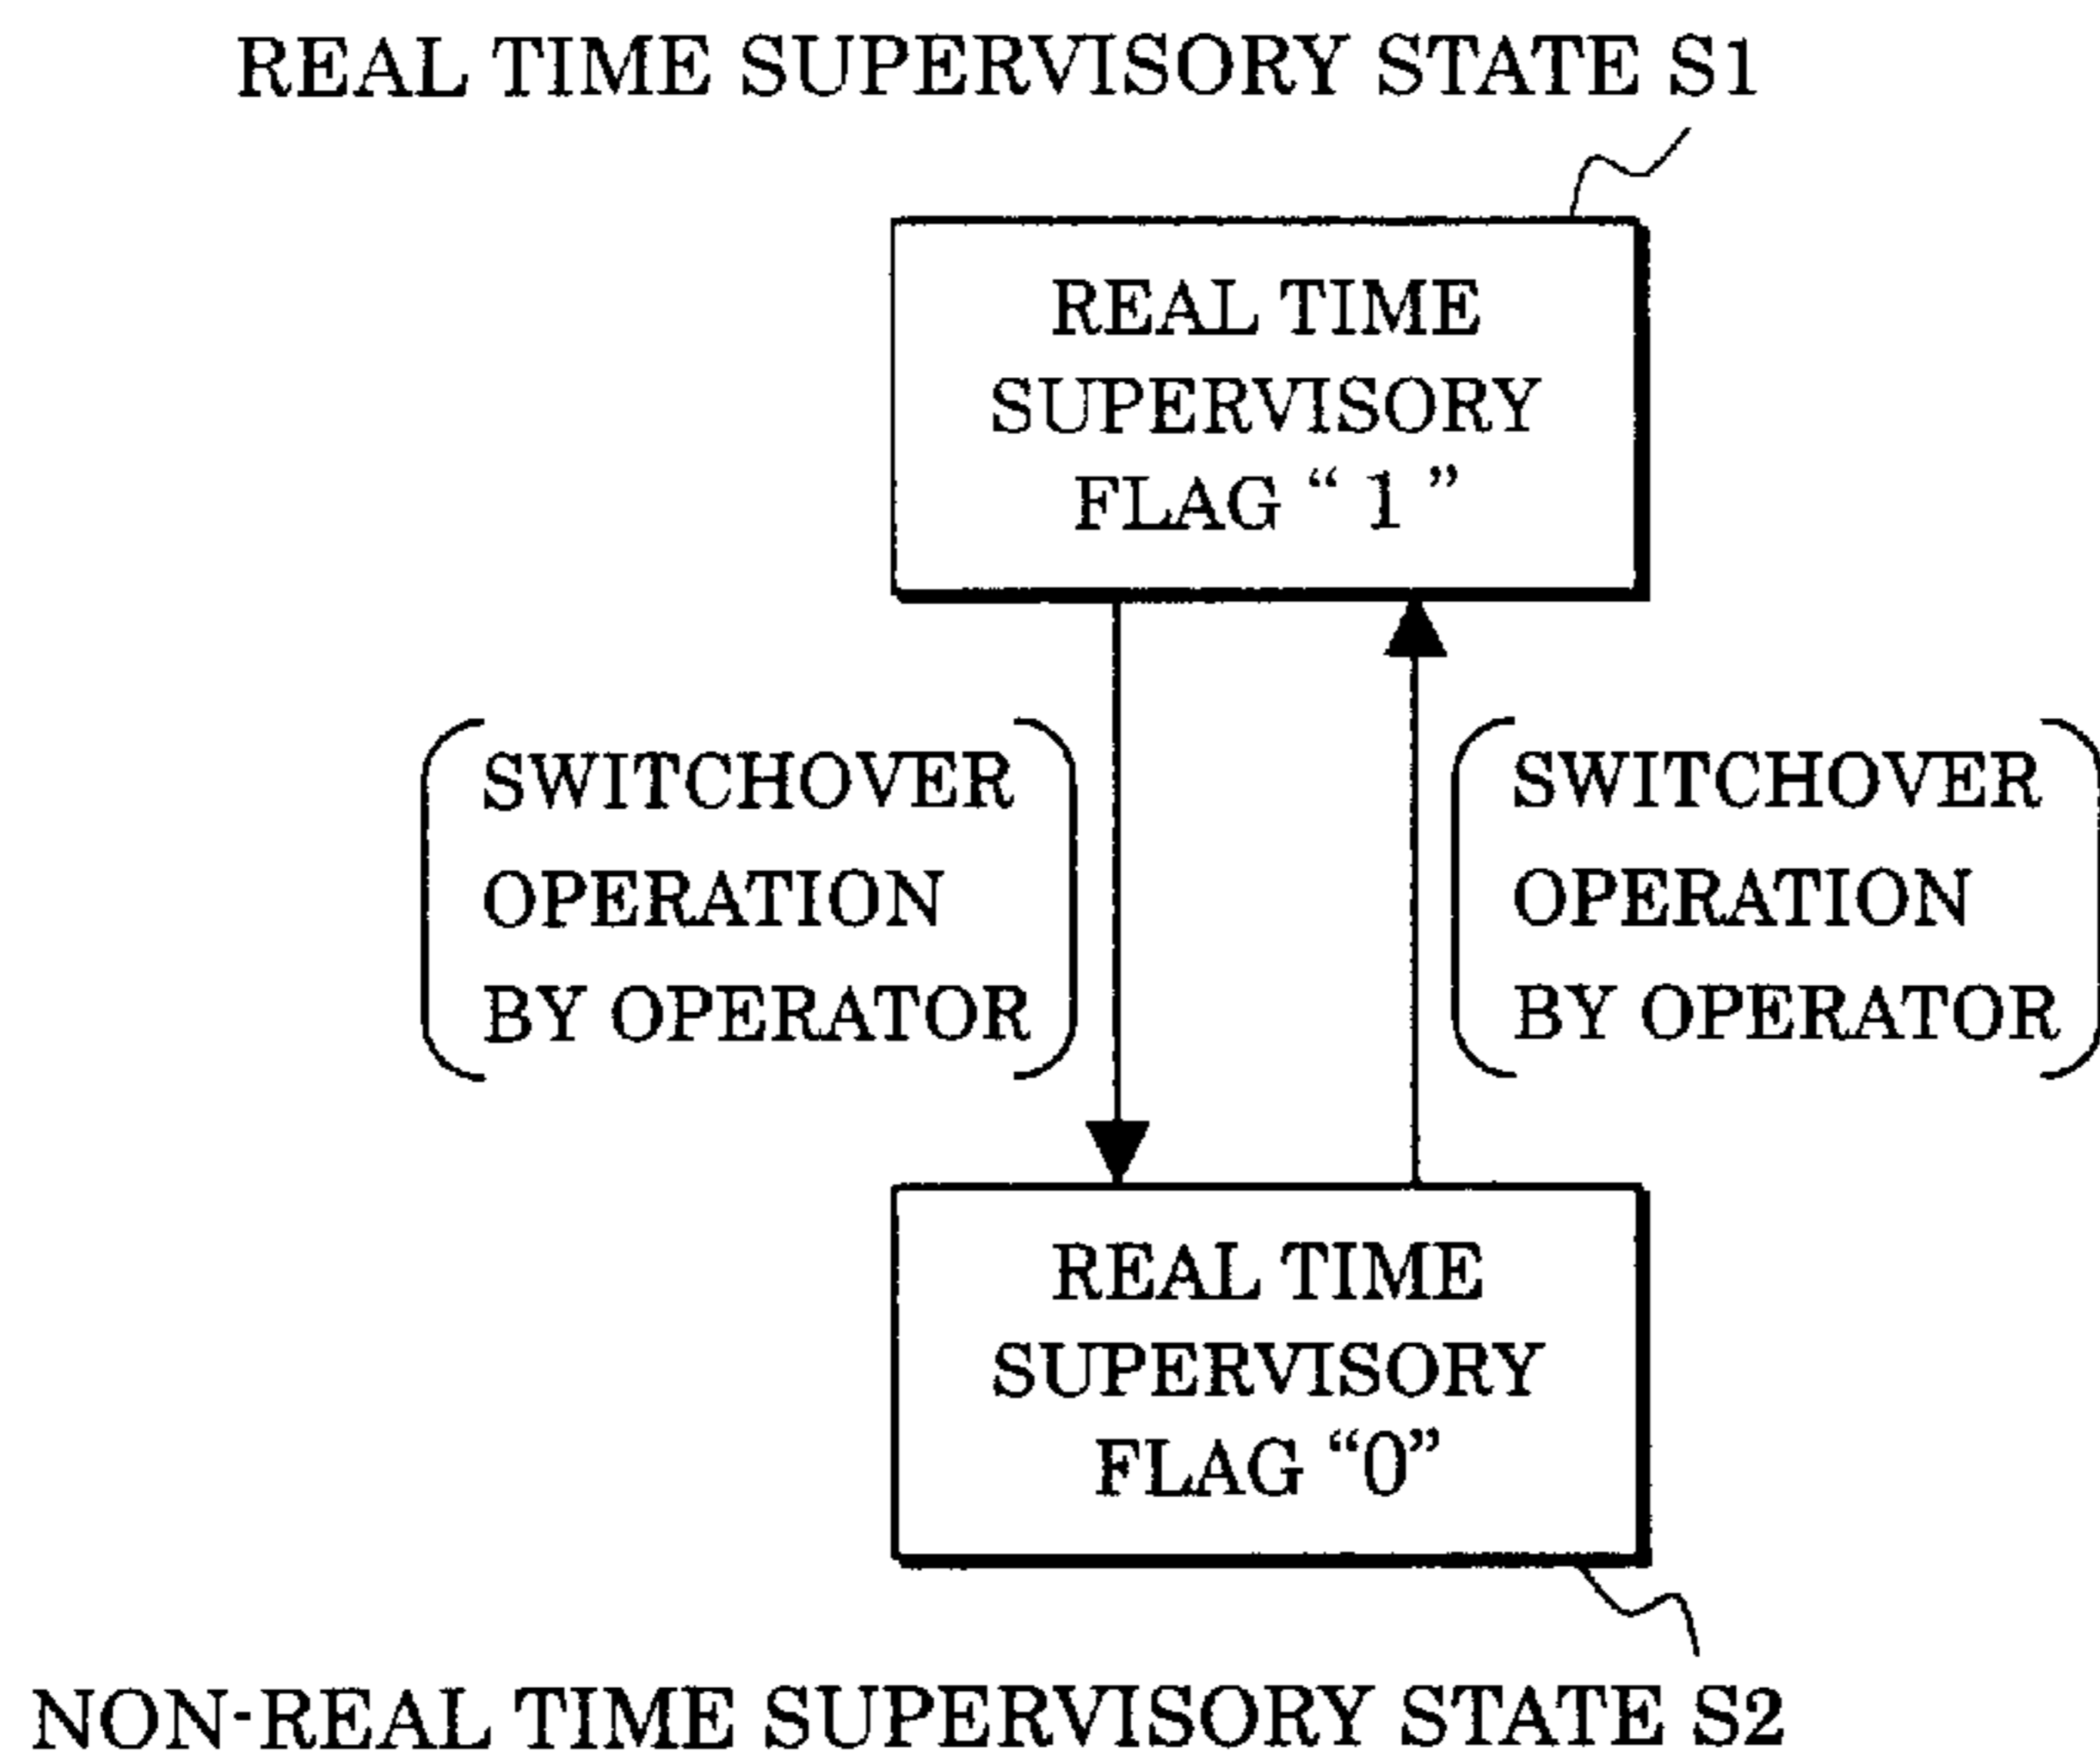 REAL TIME SUPERVISORY STATE S1
REAL TIME
SUPERVISORY
FLAG “ 1 ”
SWITCHOVER
OPERATION
BY OPERATOR
SWITCHOVER
OPERATION
BY OPERATOR
REAL TIME
SUPERVISORY
FLAG “0”
NON-REAL TIME SUPERVISORY STATE S2